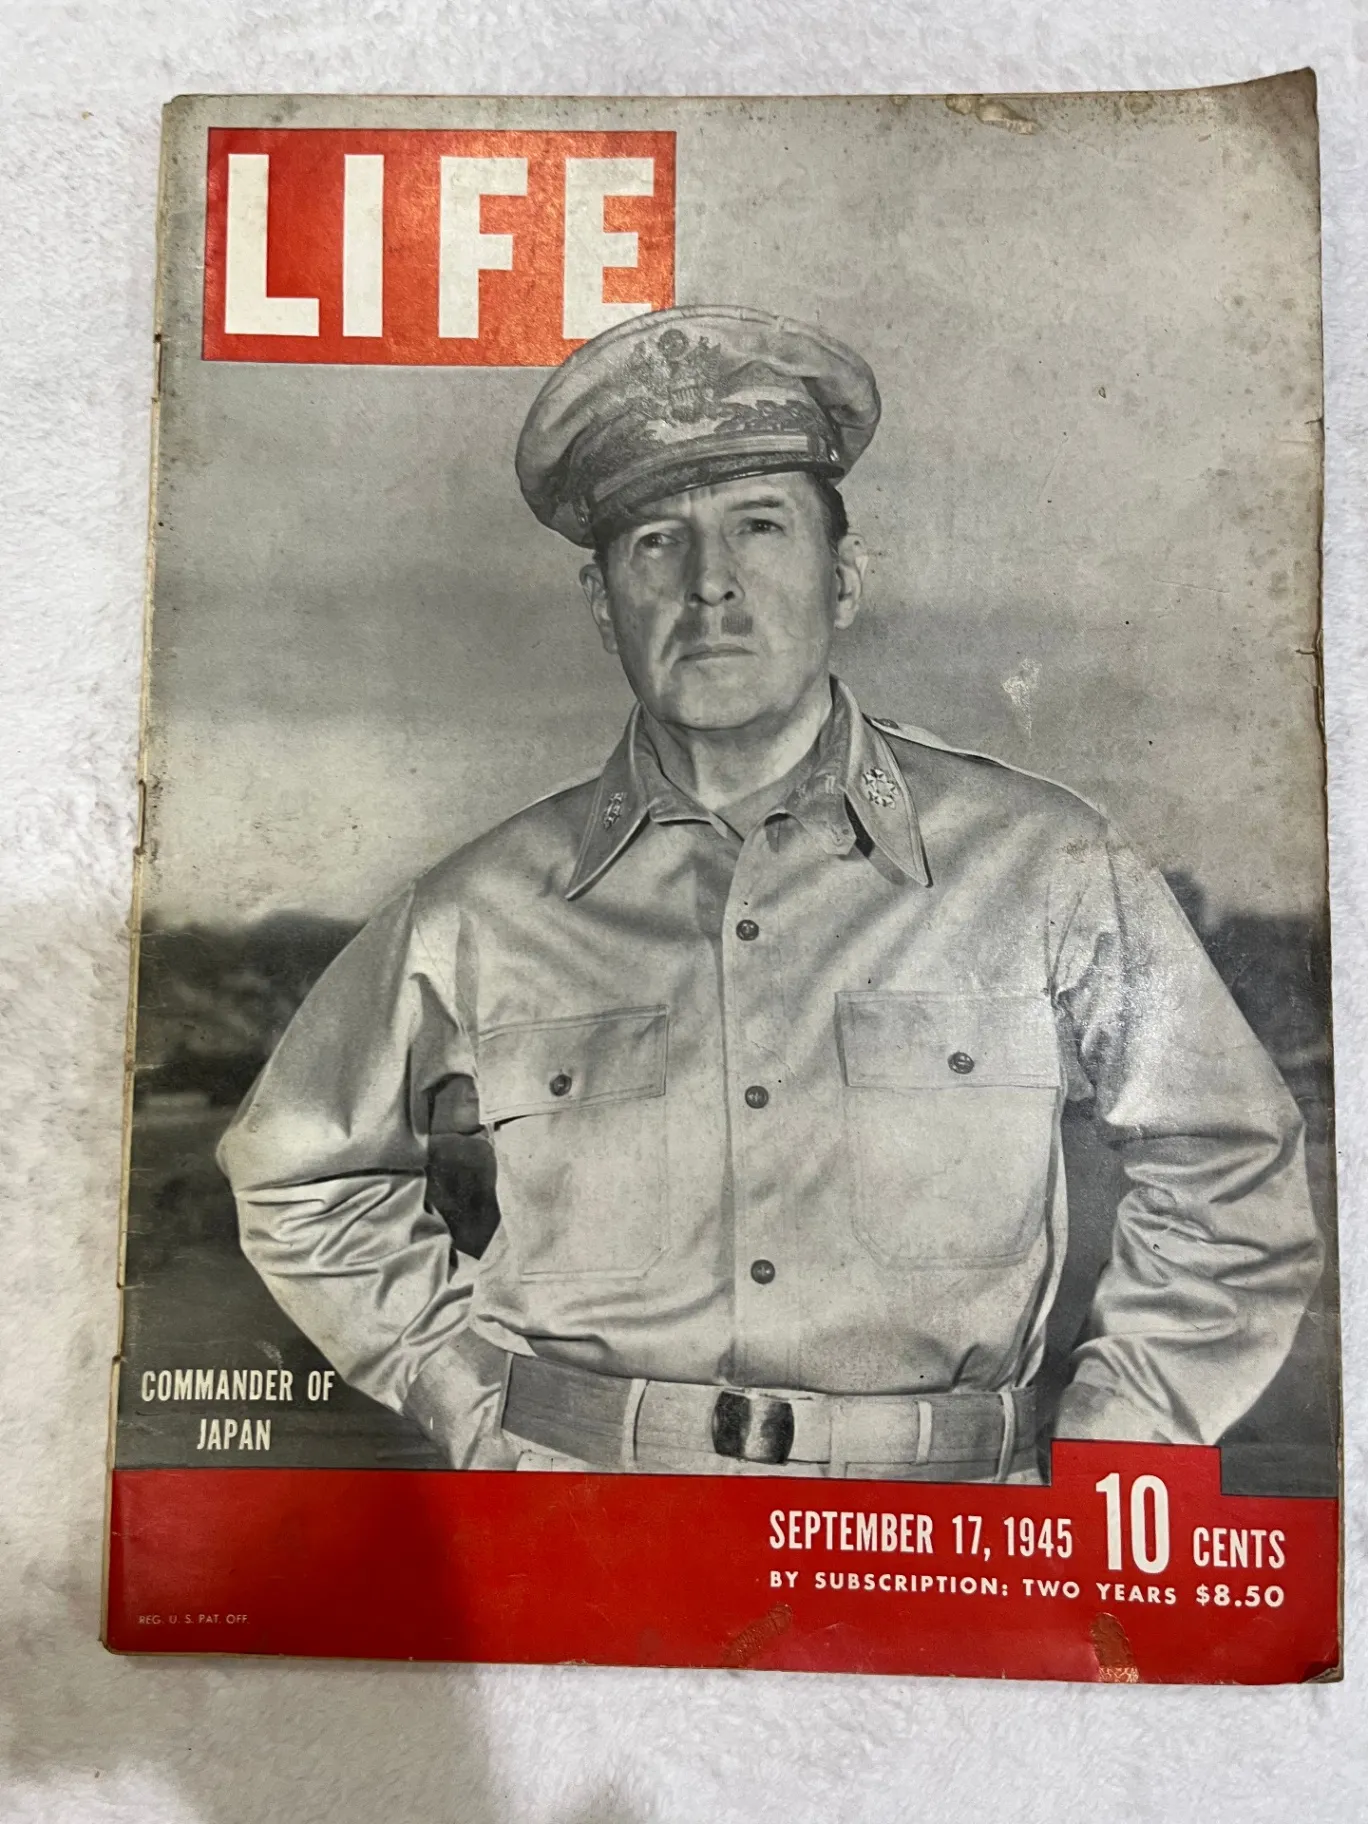 LIFE
COMMANDER OF
JAPAN
SEPTEMBER 17, 1945 10 CENTS
BY SUBSCRIPTION: TWO YEARS $8.50
REG. U. S. PAT. OFF.